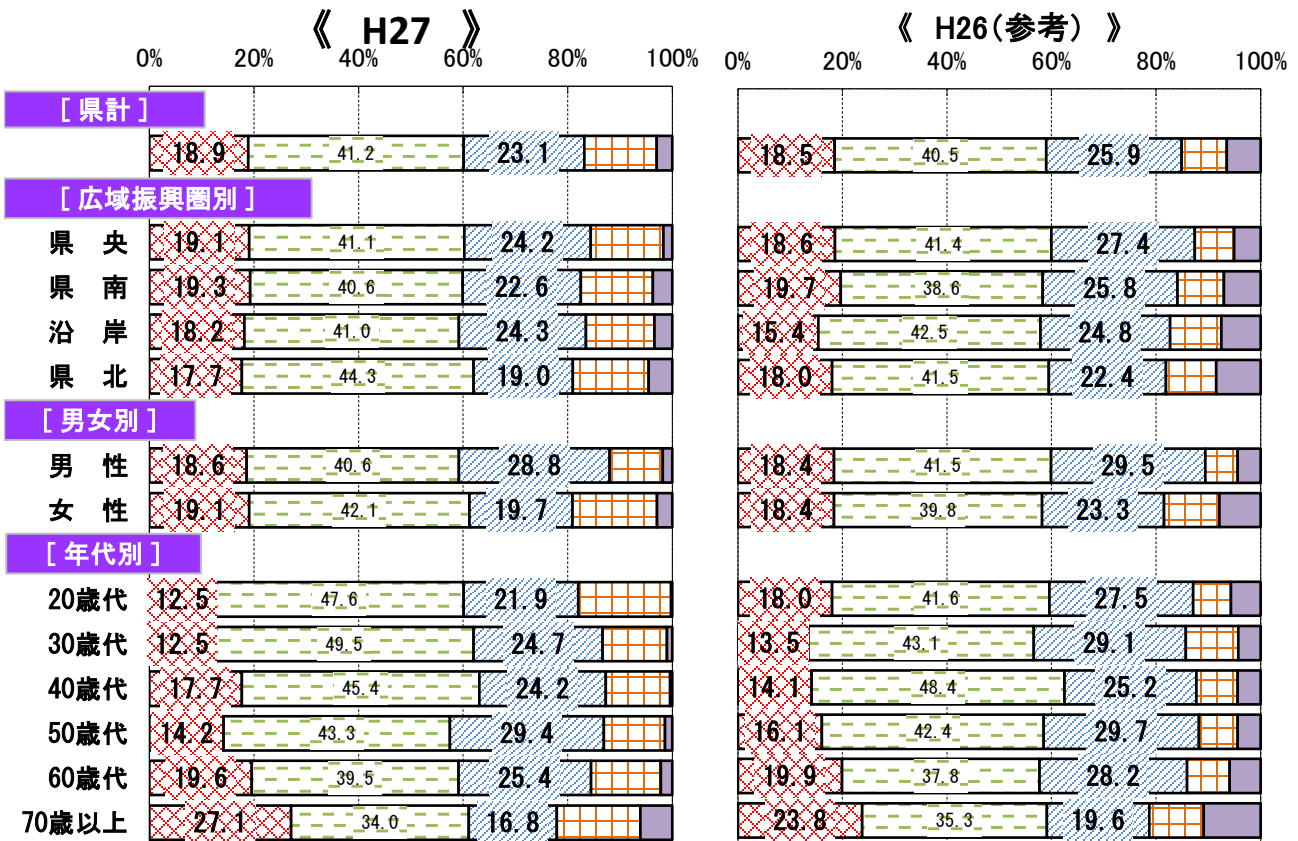 《 H27 》 《 H26(参考) 》
0% 20% 40% 60% 80% 100% 0% 20% 40% 60% 80% 100%
[ 県計 ]
18.9 41.2 23.1 18.5 40.5 25.9
[ 広域振興圏別 ]
県 央 19.1 41.1 24.2 18.6 41.4 27.4
県 南 19.3 40.6 22.6 19.7 38.6 25.8
沿 岸 18.2 41.0 24.3 15.4 42.5 24.8
県 北 17.7 44.3 19.0 18.0 41.5 22.4
[ 男女別 ]
男 性 18.6 40.6 28.8 18.4 41.5 29.5
女 性 19.1 42.1 19.7 18.4 39.8 23.3
[ 年代別 ]
20歳代 12.5 47.6 21.9 18.0 41.6 27.5
30歳代 12.5 49.5 24.7 13.5 43.1 29.1
40歳代 17.7 45.4 24.2 14.1 48.4 25.2
50歳代 14.2 43.3 29.4 16.1 42.4 29.7
60歳代 19.6 39.5 25.4 19.9 37.8 28.2
70歳以上 27.1 34.0 16.8 23.8 35.3 19.6